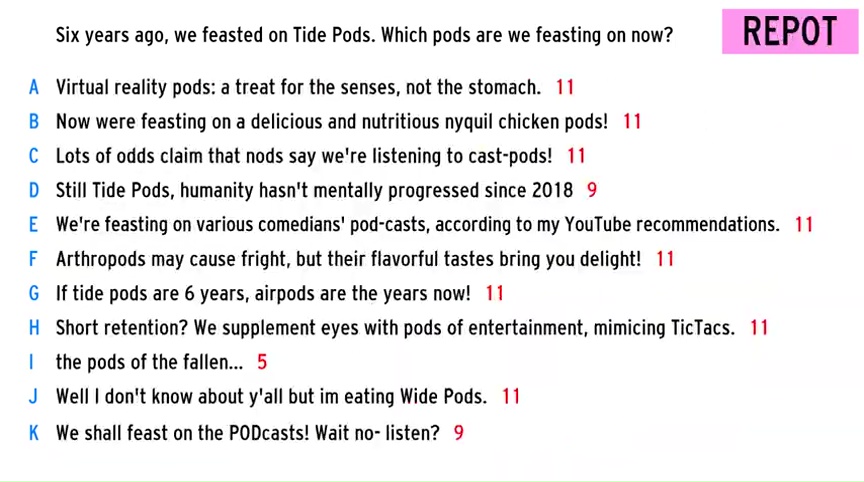 Six years ago, we feasted on Tide Pods. Which pods are we feasting on now?
REPOT
A Virtual reality pods: a treat for the senses, not the stomach. 11
B Now were feasting on a delicious and nutritious nyquil chicken pods! 11
C Lots of odds claim that nods say we're listening to cast-pods! 11
D Still Tide Pods, humanity hasn't mentally progressed since 2018 9
E We're feasting on various comedians' pod-casts, according to my YouTube recommendations. 11
F Arthropods may cause fright, but their flavorful tastes bring you delight! 11
G If tide pods are 6 years, airpods are the years now! 11
H Short retention? We supplement eyes with pods of entertainment, mimicing TicTacs. 11
I the pods of the fallen... 5
J Well I don't know about y'all but im eating Wide Pods. 11
K We shall feast on the PODcasts! Wait no- listen? 9